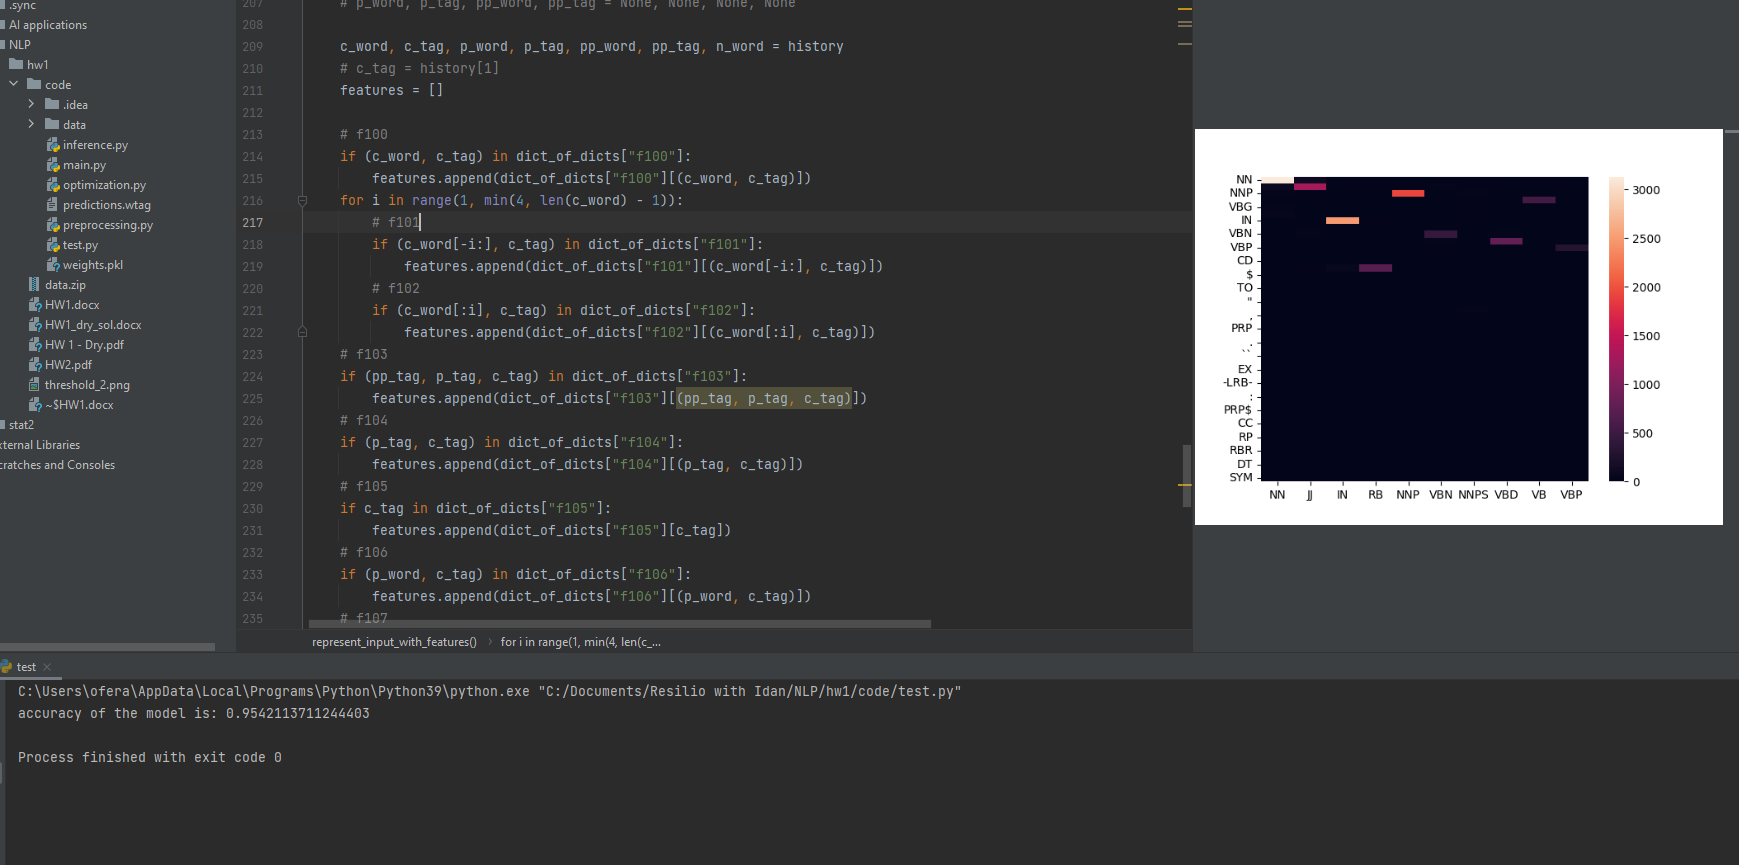 .sync
AI applications
NLP
hw1
code
.idea
data
inference.py
main.py
optimization.py
predictions.wtag
preprocessing.py
test.py
weights.pkl
data.zip
HW1.docx
HW1_dry_sol.docx
HW 1 - Dry.pdf
HW2.pdf
threshold_2.png
~$HW1.docx
stat2
xternal Libraries
cratches and Consoles
207 # p_word, p_tag, pp_word, pp_tag = None, None, None, None
208
209 c_word, c_tag, p_word, p_tag, pp_word, pp_tag, n_word = history
210 # c_tag = history[1]
211 features = []
212
213 # f100
214 if (c_word, c_tag) in dict_of_dicts["f100"]:
215 features.append(dict_of_dicts["f100"][(c_word, c_tag)])
216 for i in range(1, min(4, len(c_word) - 1)):
217 # f101
218 if (c_word[-i:], c_tag) in dict_of_dicts["f101"]:
219 features.append(dict_of_dicts["f101"][(c_word[-i:], c_tag)])
220 # f102
221 if (c_word[:i], c_tag) in dict_of_dicts["f102"]:
222 features.append(dict_of_dicts["f102"][(c_word[:i], c_tag)])
223 # f103
224 if (pp_tag, p_tag, c_tag) in dict_of_dicts["f103"]:
225 features.append(dict_of_dicts["f103"][(pp_tag, p_tag, c_tag)])
226 # f104
227 if (p_tag, c_tag) in dict_of_dicts["f104"]:
228 features.append(dict_of_dicts["f104"][(p_tag, c_tag)])
229 # f105
230 if c_tag in dict_of_dicts["f105"]:
231 features.append(dict_of_dicts["f105"][c_tag])
232 # f106
233 if (p_word, c_tag) in dict_of_dicts["f106"]:
234 features.append(dict_of_dicts["f106"][(p_word, c_tag)])
235 # f107
represent_input_with_features() › for i in range(1, min(4, len(c_...
NN
NNP
VBG
IN
VBN
VBP
CD
$
TO
"
,
PRP
.
``
EX
-LRB-
:
PRP$
CC
RP
RBR
DT
SYM
NN JJ IN RB NNP VBN NNPS VBD VB VBP
3000
2500
2000
1500
1000
500
0
test
C:\Users\ofera\AppData\Local\Programs\Python\Python39\python.exe "C:/Documents/Resilio with Idan/NLP/hw1/code/test.py"
accuracy of the model is: 0.9542113711244403
Process finished with exit code 0